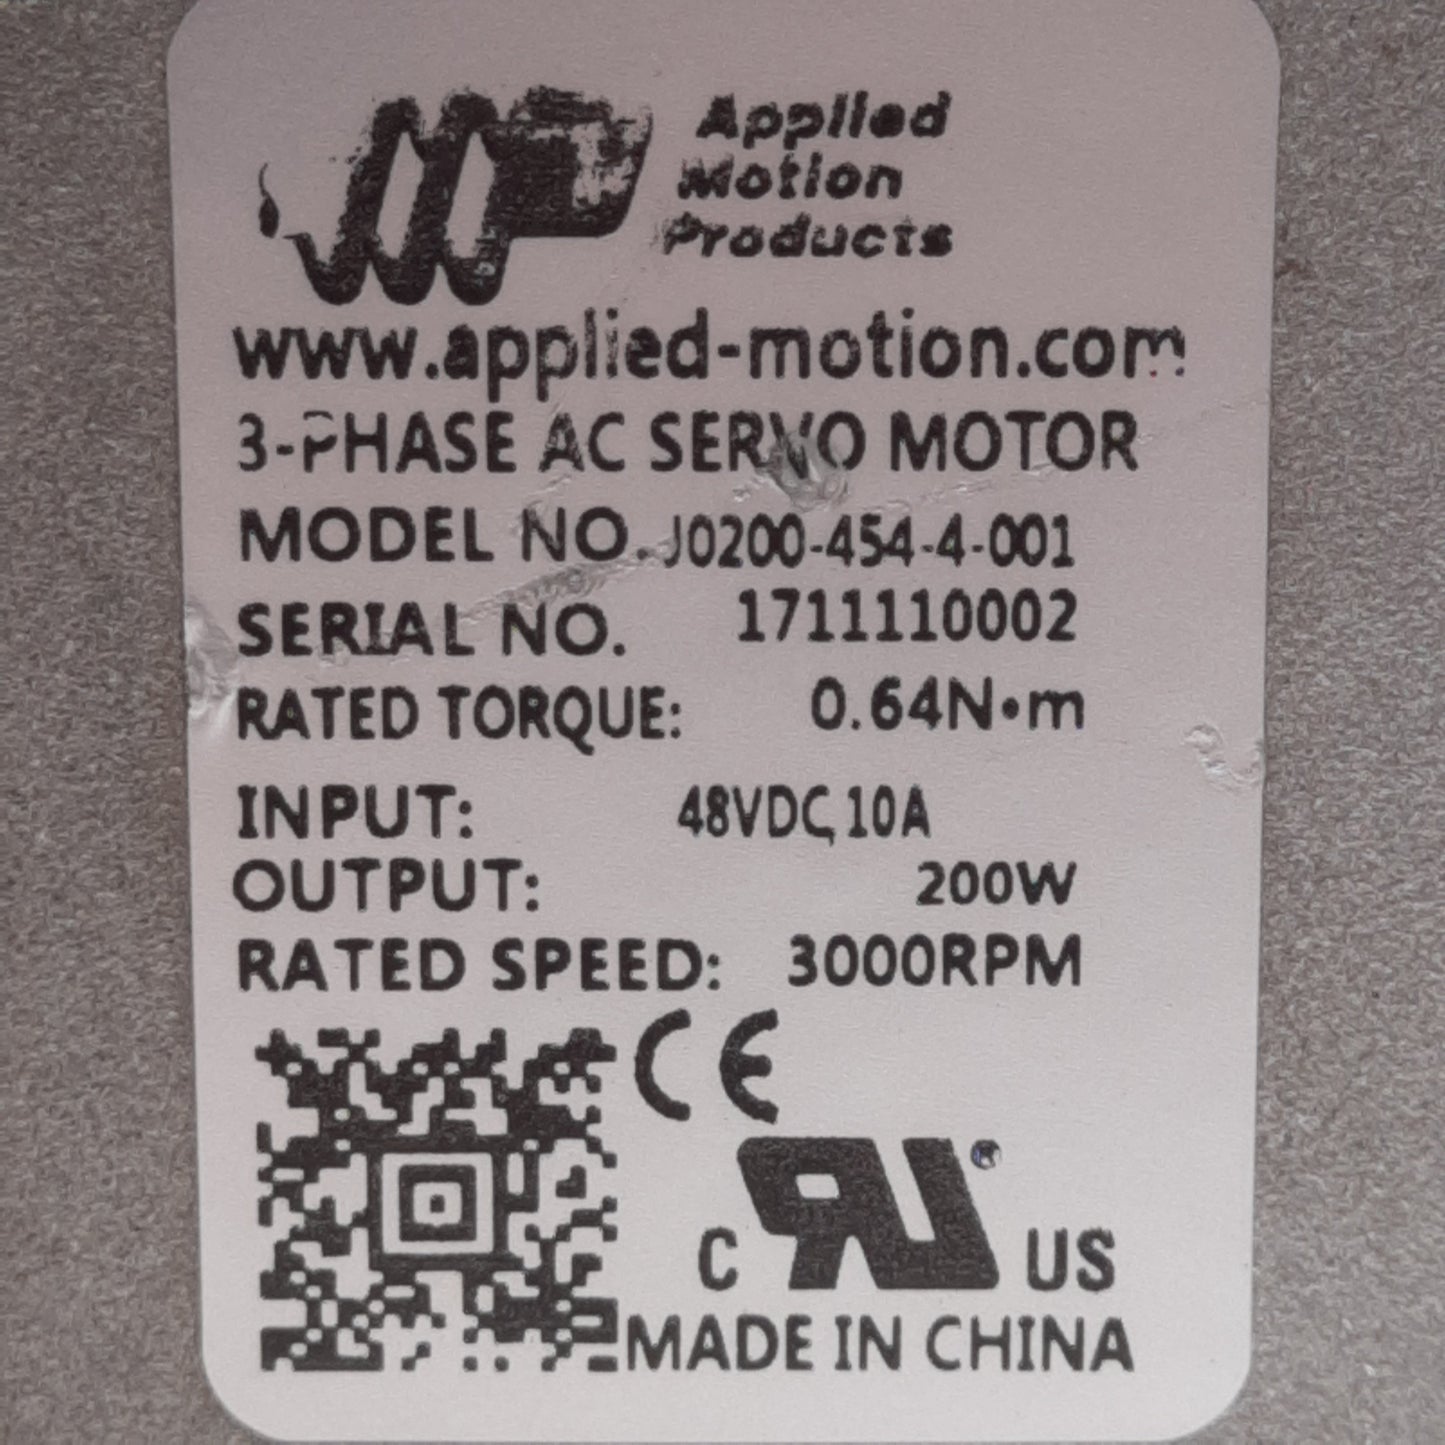 Applied
Motion
Products
www.applied-motion.com
3-PHASE AC SERVO MOTOR
MODEL NO. J0200-454-4-001
SERIAL NO. 1711110002
RATED TORQUE: 0.64N•m
INPUT: 48VDC,10A
OUTPUT: 200W
RATED SPEED: 3000RPM
CE
C RU® US
MADE IN CHINA